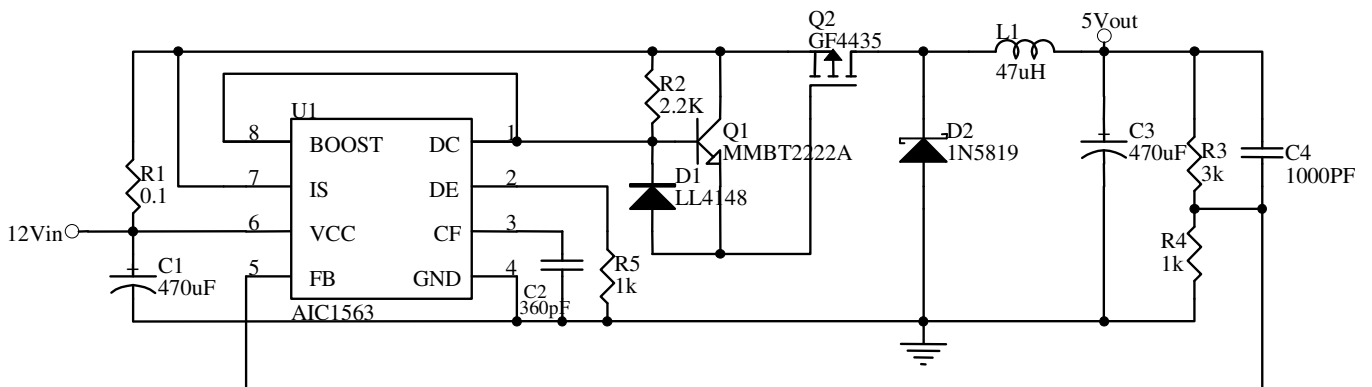 Q2
GF4435
5Vout
L1
47uH
R2
2.2K
U1
8
BOOST
DC
1
Q1
MMBT2222A
D2
1N5819
C3
470uF
R3
3k
C4
1000PF
R1
0.1
7
IS
DE
2
D1
LL4148
12Vin
6
VCC
CF
3
R4
1k
C1
470uF
5
FB
GND
4
C2
360pF
R5
1k
AIC1563